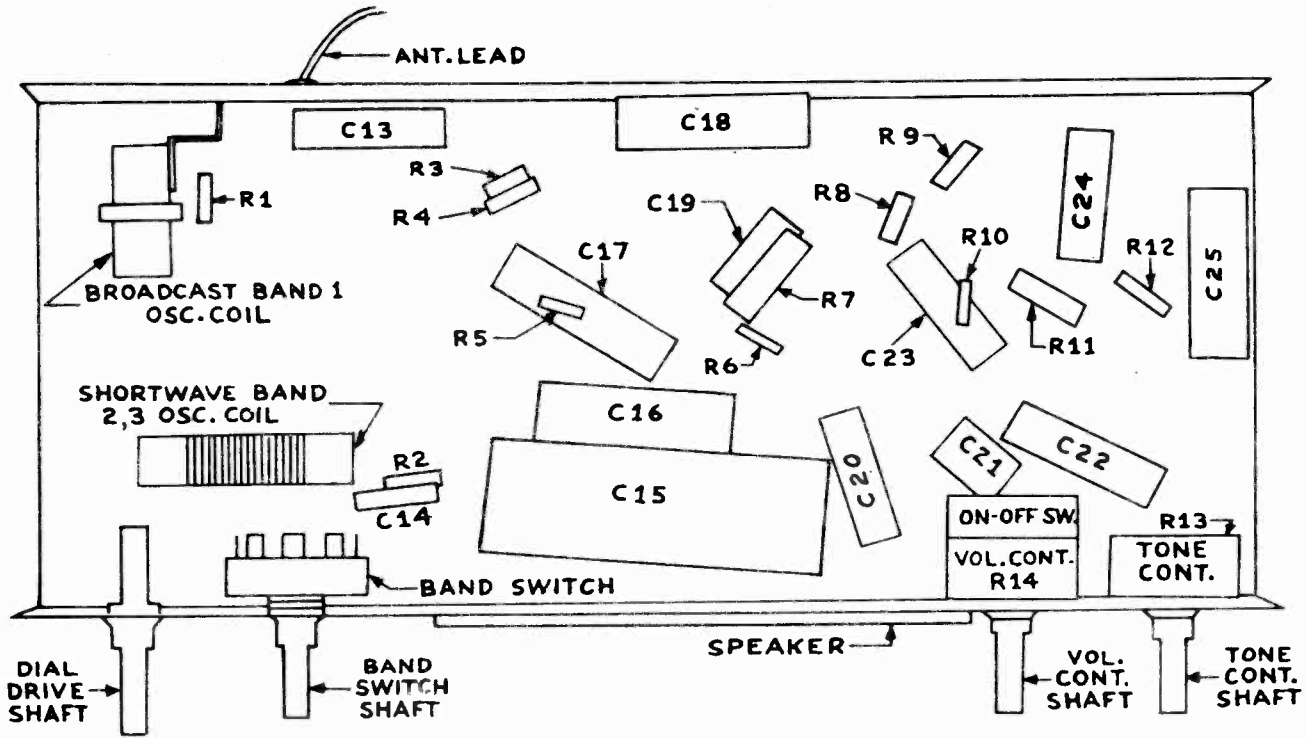 ANT. LEAD
C13
C18
R9
R3
R1
R4
C19
R8
C24
C17
R10
R12
C25
BROADCAST BAND 1
OSC. COIL
R7
R5
R6
C23
R11
SHORTWAVE BAND
2,3 OSC. COIL
C16
R2
C14
C15
C20
C21
C22
ON-OFF SW.
R13
VOL. CONT.
R14
TONE
CONT.
BAND SWITCH
SPEAKER
DIAL
DRIVE
SHAFT
BAND
SWITCH
SHAFT
VOL.
CONT.
SHAFT
TONE
CONT.
SHAFT